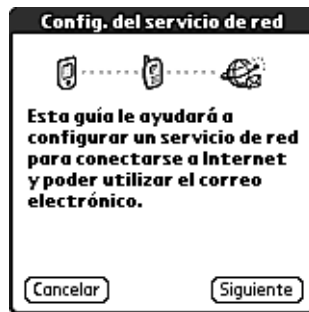 Config. del servicio de red
Esta guía le ayudará a
configurar un servicio de red
para conectarse a Internet
y poder utilizar el correo
electrónico.
Cancelar
Siguiente